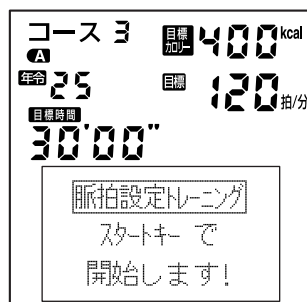 コース 3 目標カロリー 400 kcal
A
年令 25 目標 120 拍/分
目標時間
30'00"
脈拍設定トレーニング
スタートキー で
開始します!